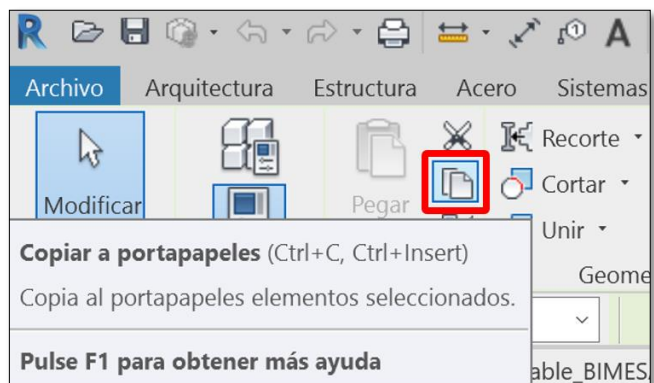 Archivo Arquitectura Estructura Acero Sistemas
Recorte
Modificar Pegar Cortar
Unir
Copiar a portapapeles (Ctrl+C, Ctrl+Insert)
Copia al portapapeles elementos seleccionados.
Geome
Pulse F1 para obtener más ayuda
able_BIMES